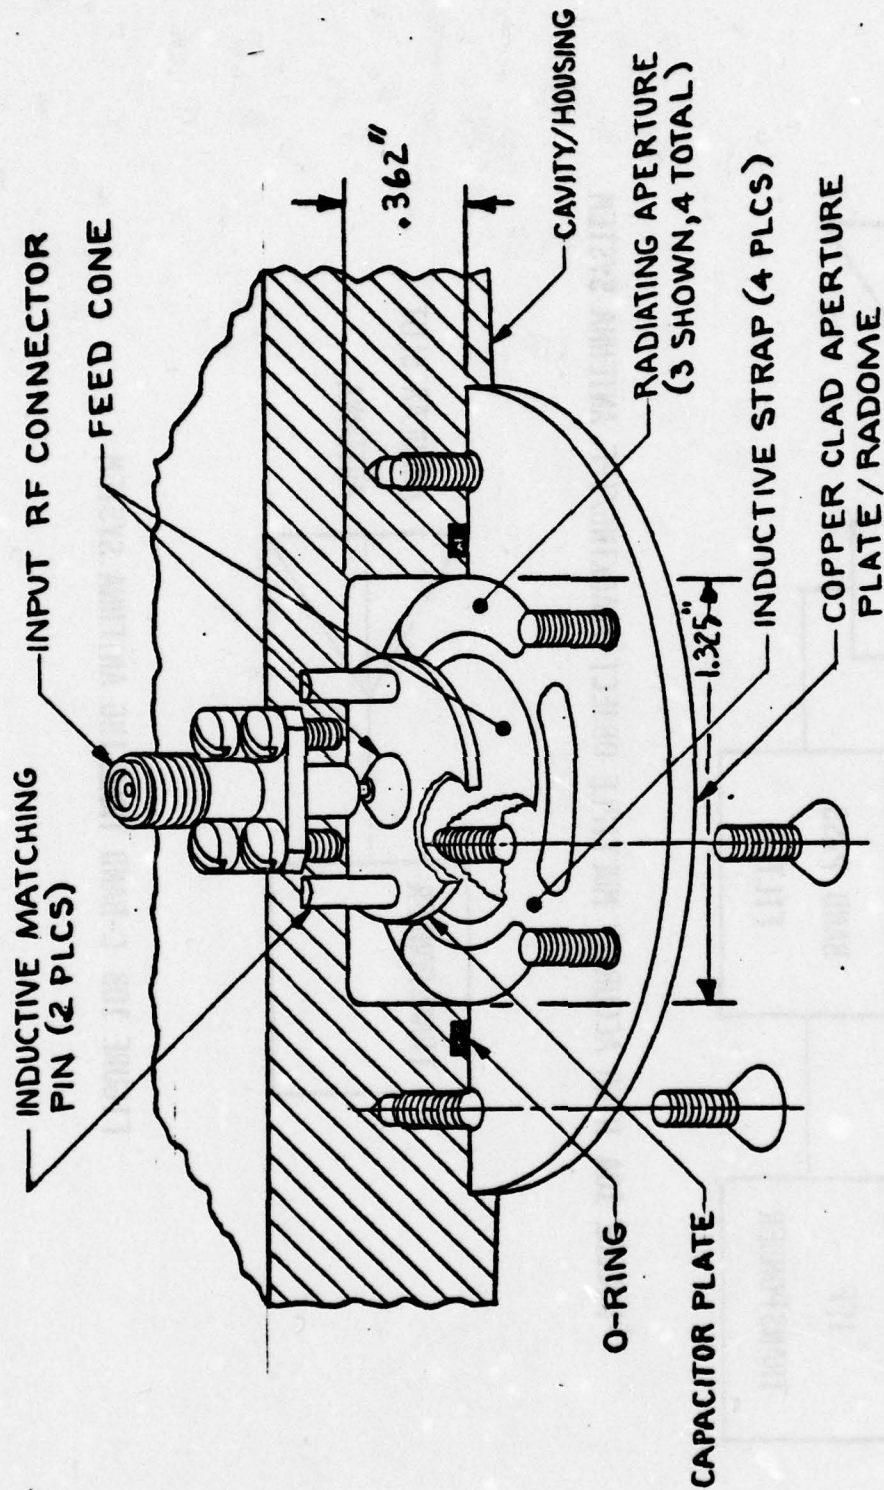 INDUCTIVE MATCHING
PIN (2 PLCS)
INPUT RF CONNECTOR
FEED CONE
.362"
CAVITY/HOUSING
RADIATING APERTURE
(3 SHOWN, 4 TOTAL)
1.325"
INDUCTIVE STRAP (4 PLCS)
COPPER CLAD APERTURE
PLATE / RADOME
O-RING
CAPACITOR PLATE